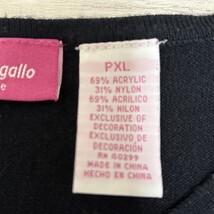 gallo
e
PXL
69% ACRYLIC
31% NYLON
69% ACRILICO
31% NILON
EXCLUSIVE OF
DECORATION
EXCLUSIVO DE
DECORACIÓN
RN 60299
MADE IN CHINA
HECHO EN CHINA